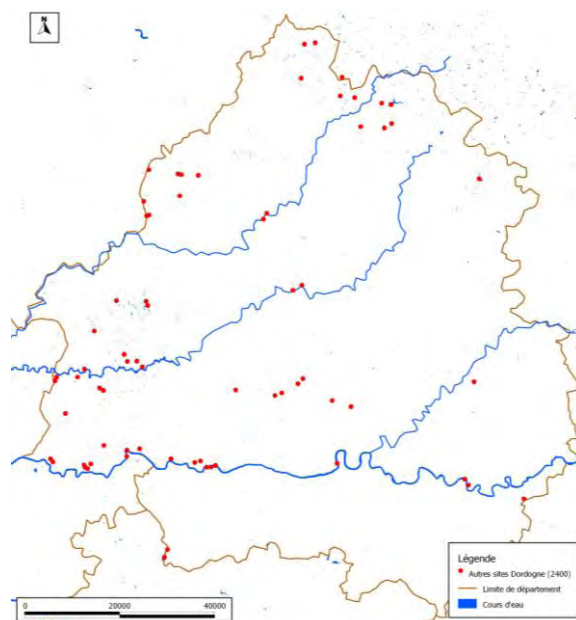 N
Légende
Autres sites Dordogne (2400)
Limite de département
Cours d'eau
0 20000 40000